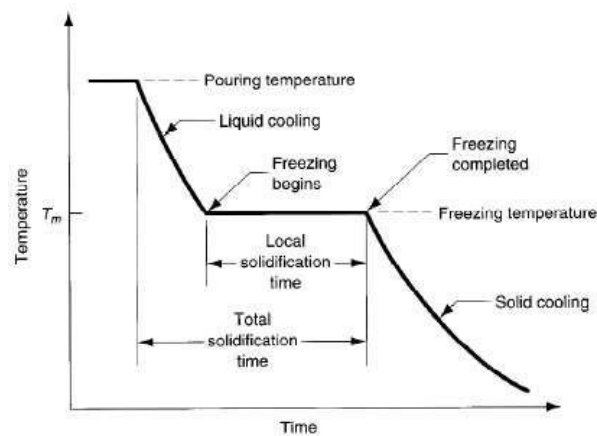 Pouring temperature
Liquid cooling
Freezing
begins
Freezing
completed
Temperature
Tm
Freezing temperature
Local
solidification
time
Total
solidification
time
Solid cooling
Time